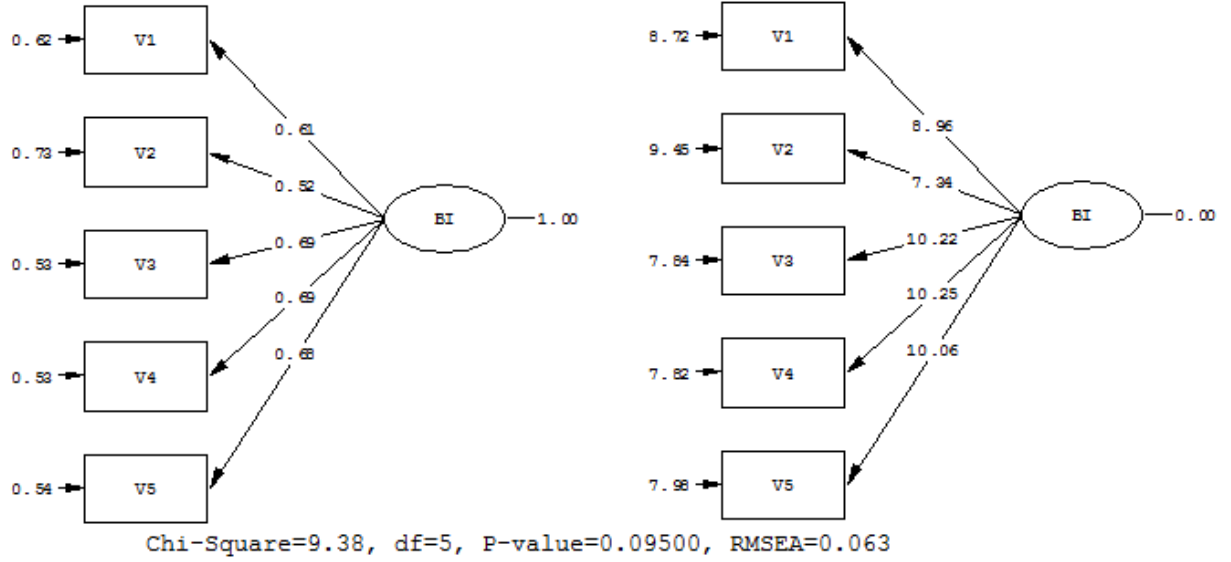 0.62 V1 8.72 V1
0.61 8.96
0.73 V2 9.45 V2
0.52 7.34
BI 1.00 BI 0.00
0.69 10.22
0.53 V3 7.84 V3
0.69 10.25
0.68 10.06
0.53 V4 7.82 V4
0.54 V5 7.98 V5
Chi-Square=9.38, df=5, P-value=0.09500, RMSEA=0.063